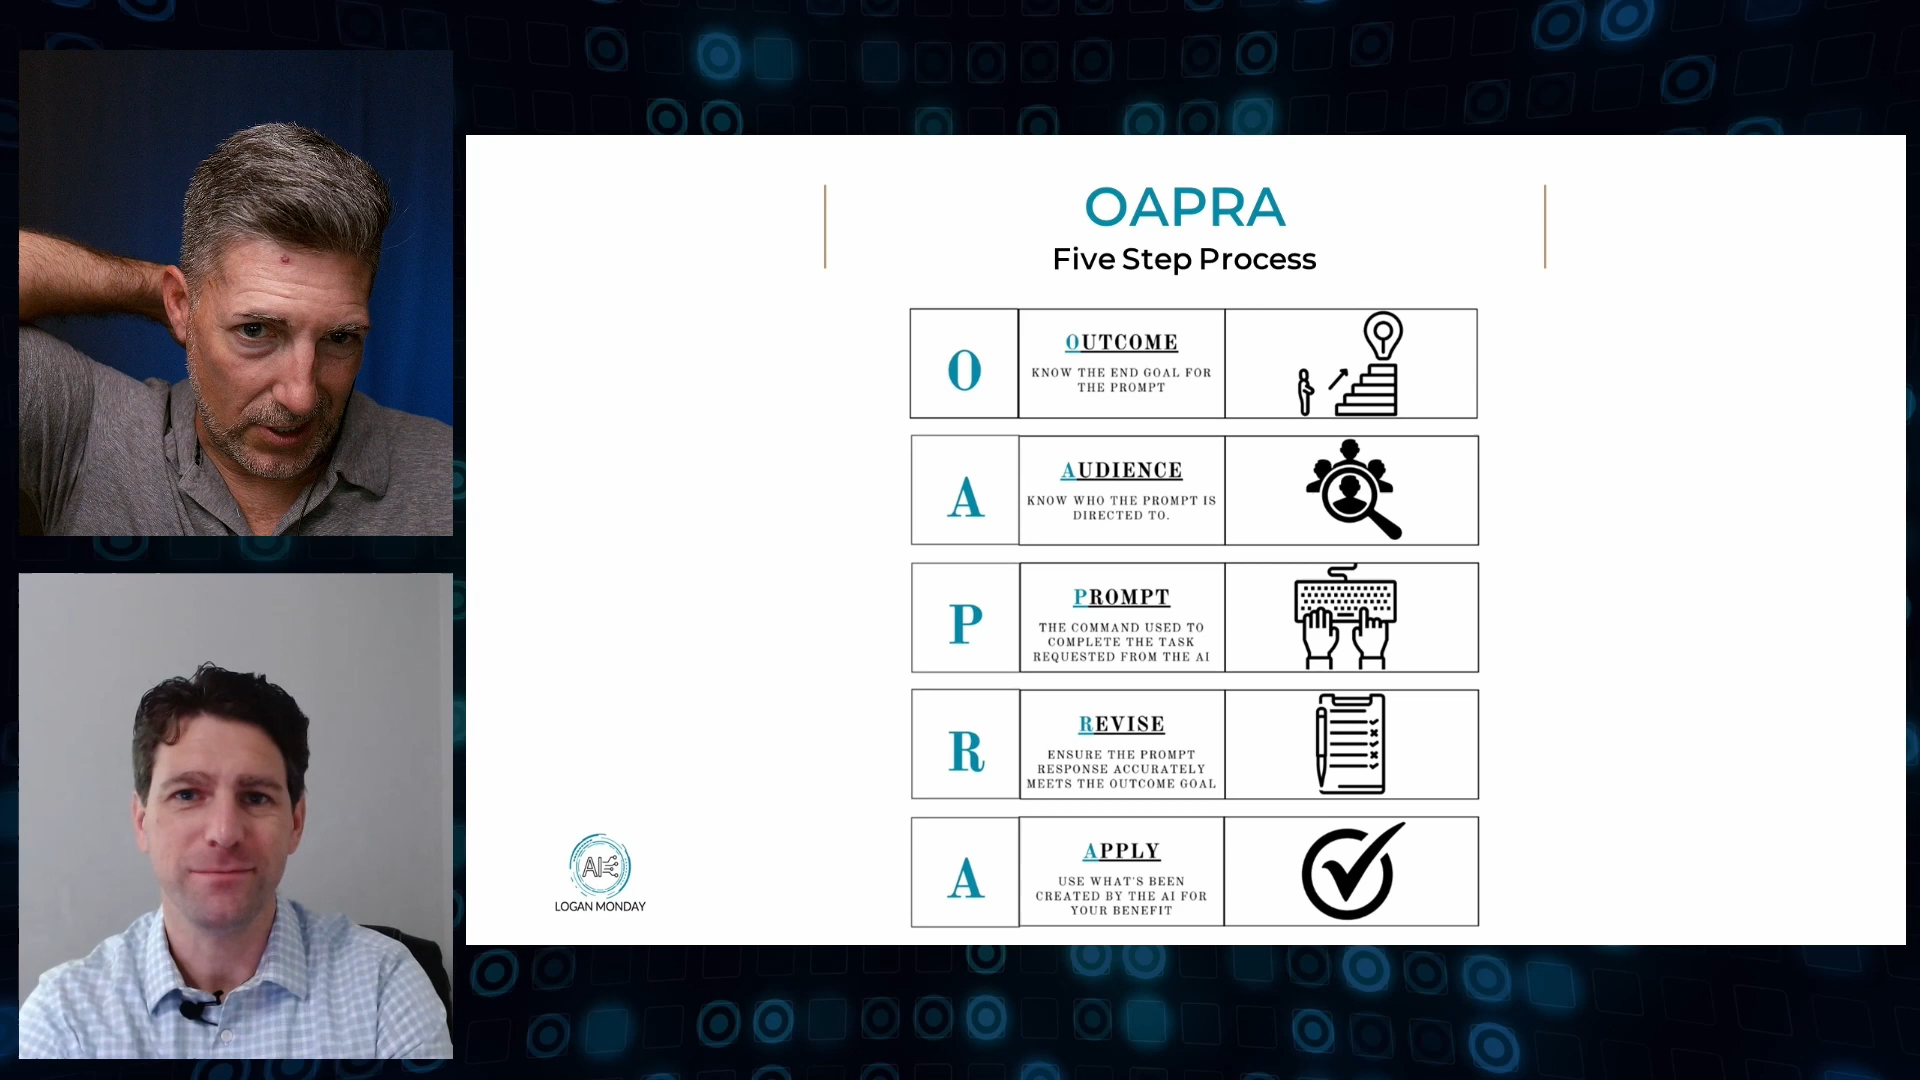 OAPRA
Five Step Process
O
OUTCOME
KNOW THE END GOAL FOR
THE PROMPT
A
AUDIENCE
KNOW WHO THE PROMPT IS
DIRECTED TO.
P
PROMPT
THE COMMAND USED TO
COMPLETE THE TASK
REQUESTED FROM THE AI
R
REVISE
ENSURE THE PROMPT
RESPONSE ACCURATELY
MEETS THE OUTCOME GOAL
A
APPLY
USE WHAT'S BEEN
CREATED BY THE AI FOR
YOUR BENEFIT
AI
LOGAN MONDAY